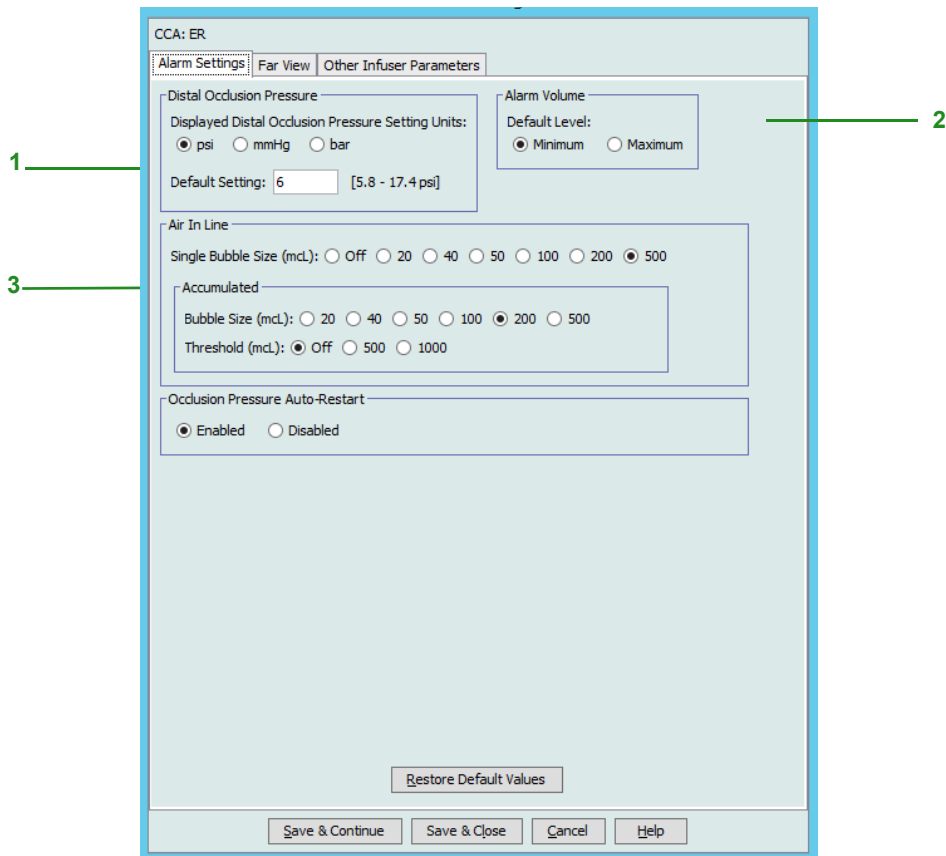 CCA: ER
Alarm Settings Far View Other Infuser Parameters
Distal Occlusion Pressure
Displayed Distal Occlusion Pressure Setting Units:
psi mmHg bar
Default Setting: 6 [5.8 - 17.4 psi]
1
Alarm Volume
Default Level:
Minimum Maximum
2
Air In Line
Single Bubble Size (mcL): Off 20 40 50 100 200 500
3
Accumulated
Bubble Size (mcL): 20 40 50 100 200 500
Threshold (mcL): Off 500 1000
Occlusion Pressure Auto-Restart
Enabled Disabled
Restore Default Values
Save & Continue Save & Close Cancel Help